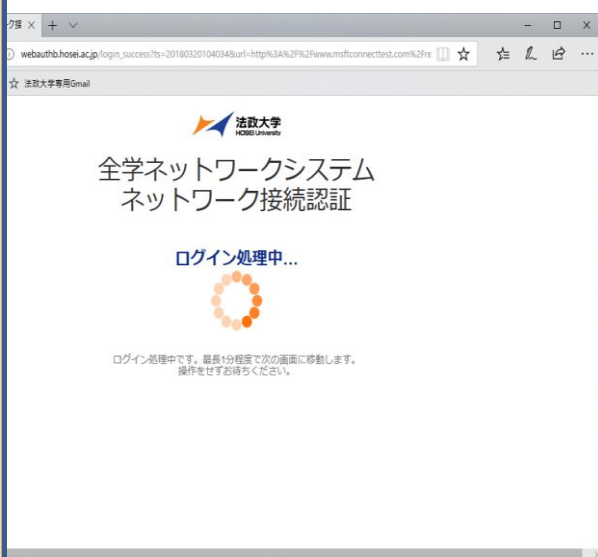 webauthb.hosei.ac.jp/login_success?ts=20180320104034&url=http%3A%2F%2Fwww.msftconnecttest.com%2Fre
法政大学専用Gmail
法政大学
HOSEI University
全学ネットワークシステム
ネットワーク接続認証
ログイン処理中...
ログイン処理中です。最長1分程度で次の画面に移動します。
操作をせずお待ちください。